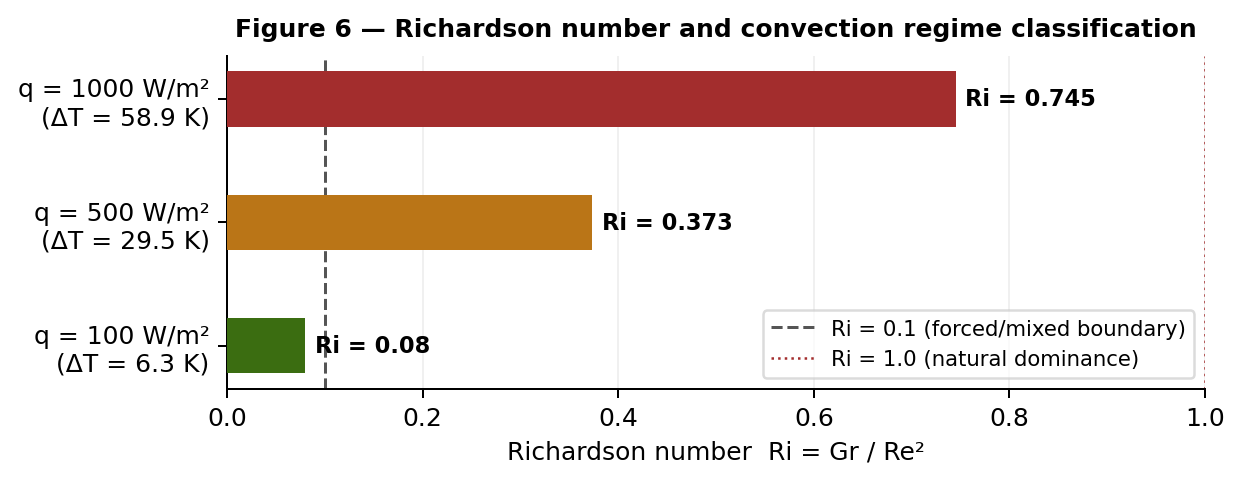 Figure 6 — Richardson number and convection regime classification
q = 1000 W/m²
(ΔT = 58.9 K)
Ri = 0.745
q = 500 W/m²
(ΔT = 29.5 K)
Ri = 0.373
q = 100 W/m²
(ΔT = 6.3 K)
Ri = 0.08
Ri = 0.1 (forced/mixed boundary)
Ri = 1.0 (natural dominance)
0.0 0.2 0.4 0.6 0.8 1.0
Richardson number  Ri = Gr / Re²